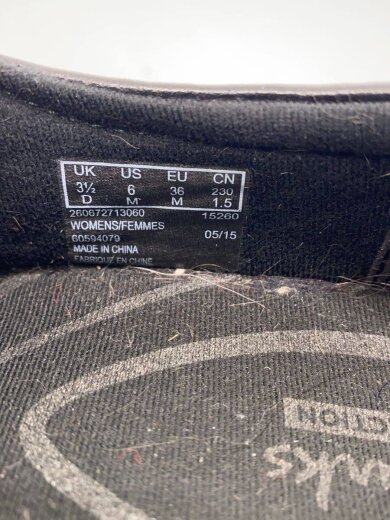 UK US EU CN
3½ 6 36 230
D M M 1.5
260672713060 15260
WOMENS/FEMMES
60594079 05/15
MADE IN CHINA
FABRIQUÉ EN CHINE